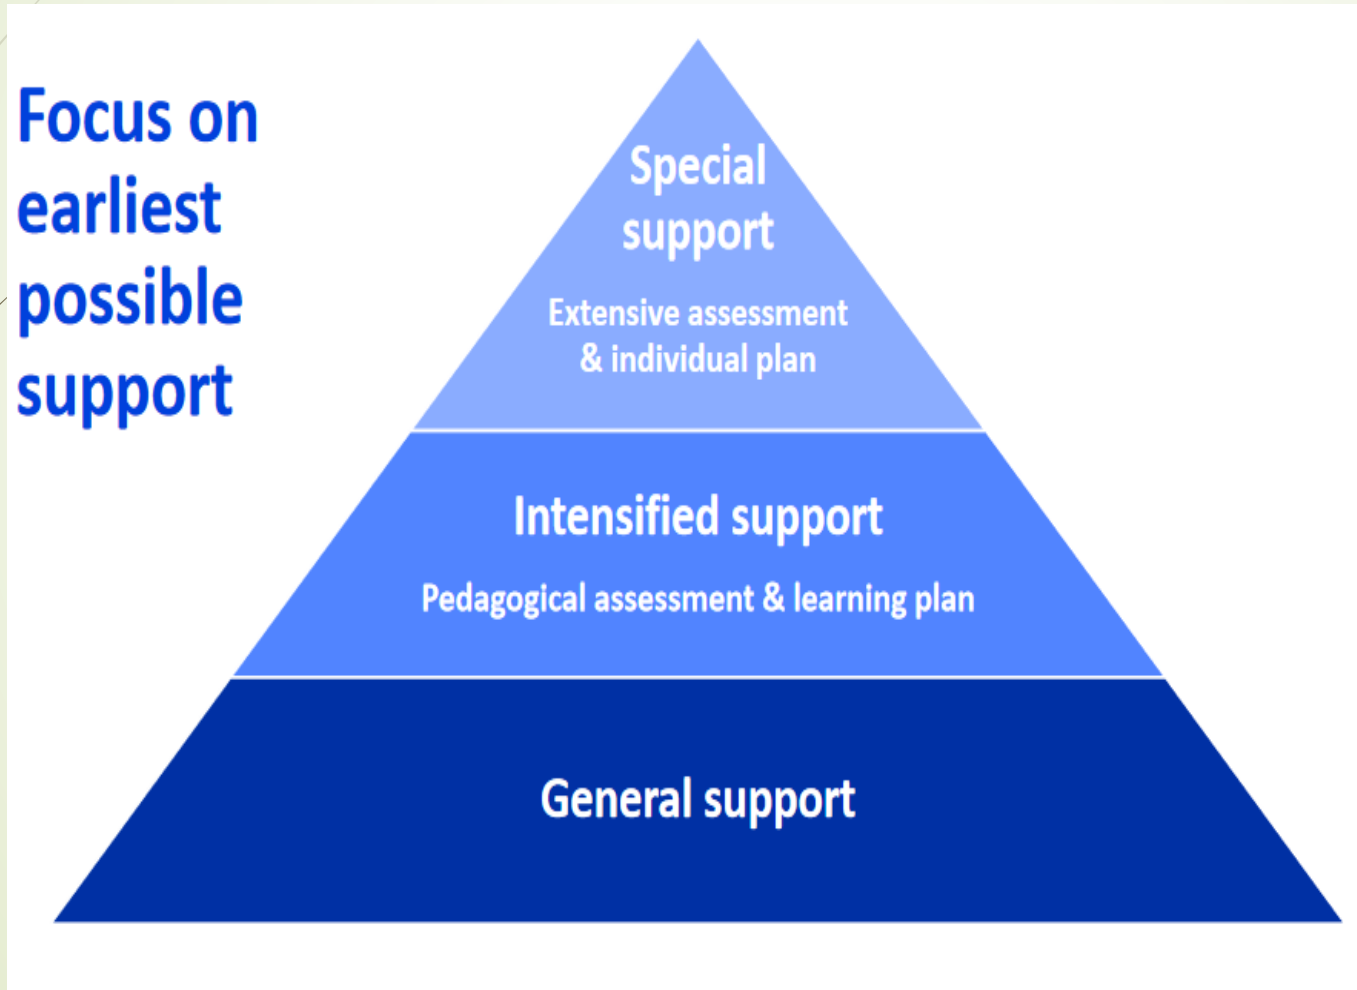 Focus on
earliest
possible
support
Special
support
Extensive assessment
& individual plan
Intensified support
Pedagogical assessment & learning plan
General support